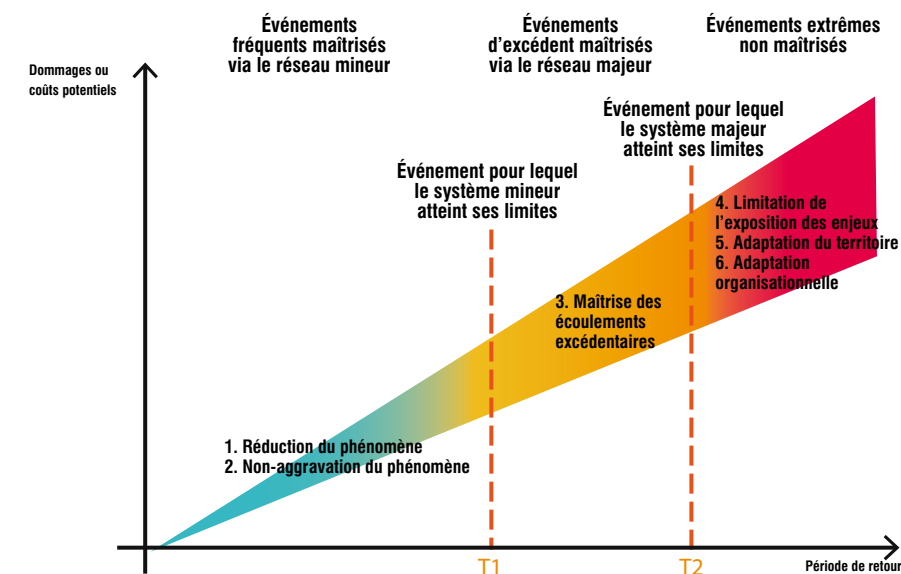 Événements
fréquents maîtrisés
via le réseau mineur
Événements
d'excédent maîtrisés
via le réseau majeur
Événements extrêmes
non maîtrisés
Dommages ou
coûts potentiels
Événement pour lequel
le système majeur
atteint ses limites
Événement pour lequel
le système mineur
atteint ses limites
4. Limitation de
l'exposition des enjeux
5. Adaptation du territoire
6. Adaptation
organisationnelle
3. Maîtrise des
écoulements
excédentaires
1. Réduction du phénomène
2. Non-aggravation du phénomène
T1
T2
Période de retour